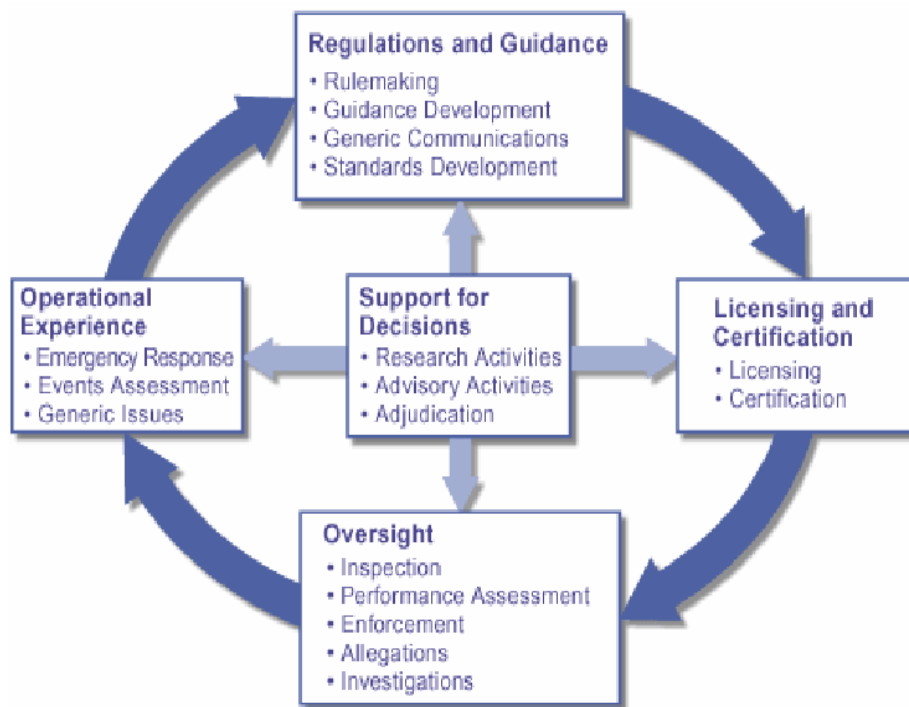 Regulations and Guidance
• Rulemaking
• Guidance Development
• Generic Communications
• Standards Development
Operational
Experience
• Emergency Response
• Events Assessment
• Generic Issues
Support for
Decisions
• Research Activities
• Advisory Activities
• Adjudication
Licensing and
Certification
• Licensing
• Certification
Oversight
• Inspection
• Performance Assessment
• Enforcement
• Allegations
• Investigations